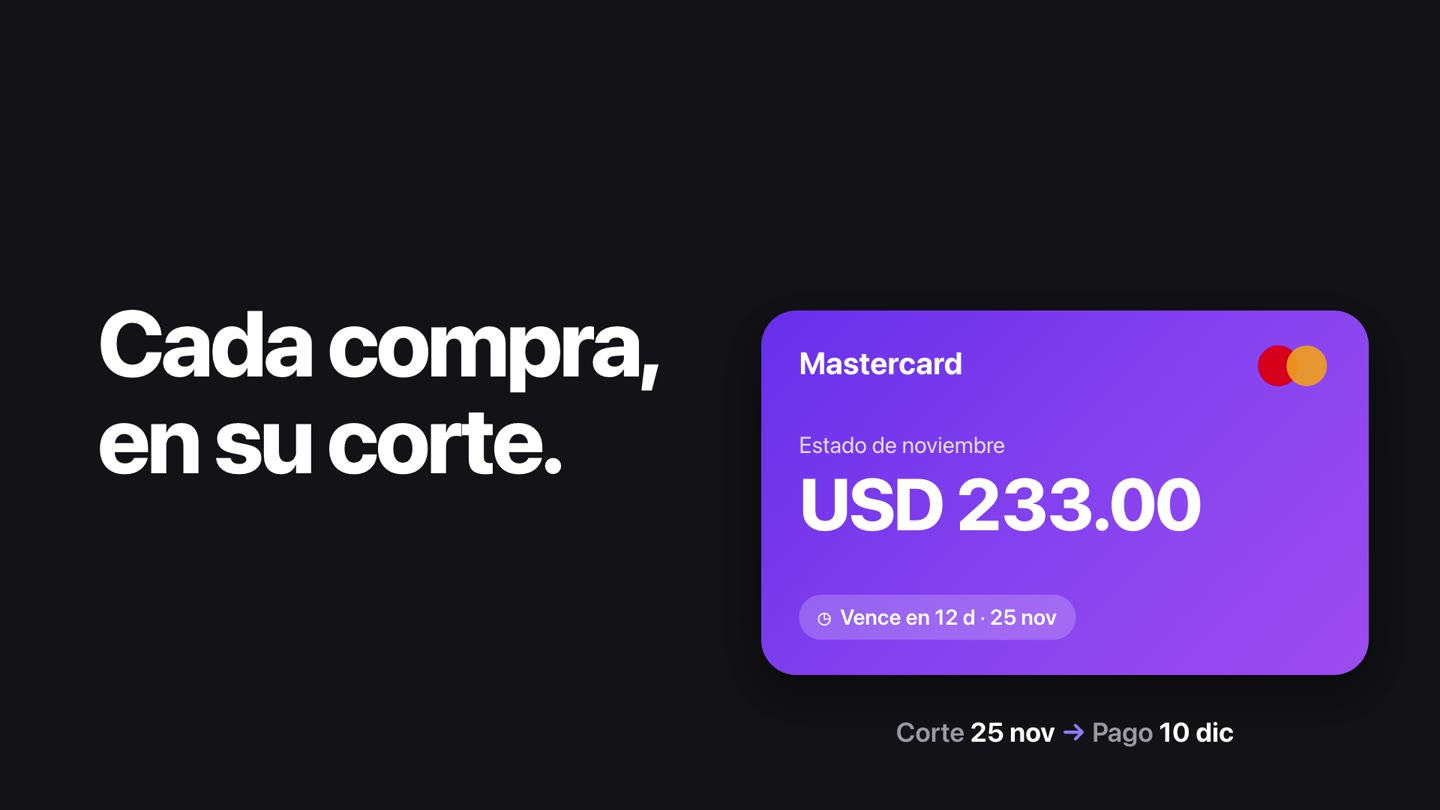 Cada compra,
en su corte.
Mastercard
Estado de noviembre
USD 233.00
Vence en 12 d · 25 nov
Corte 25 nov → Pago 10 dic